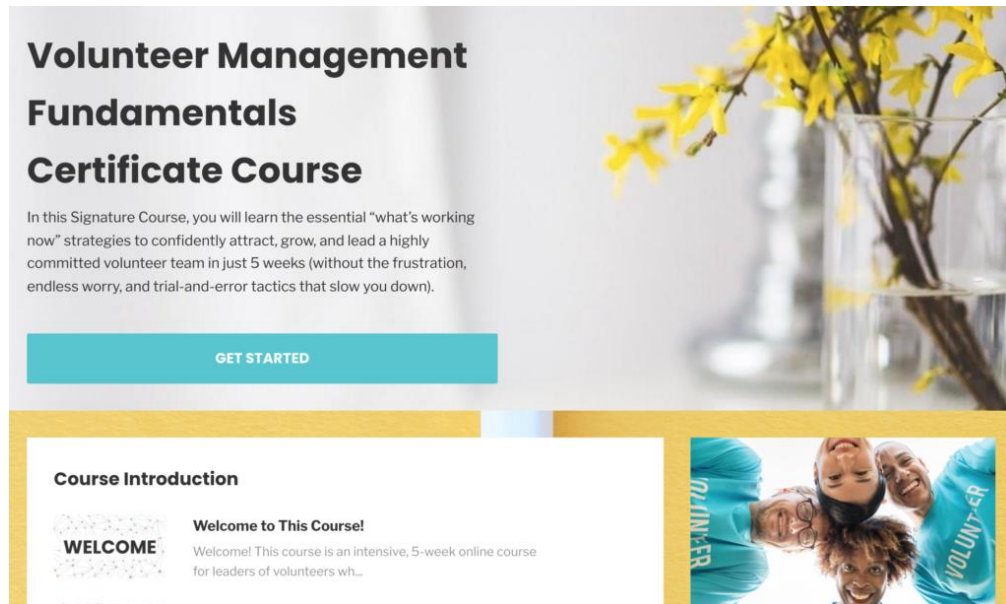 Volunteer Management
Fundamentals
Certificate Course
In this Signature Course, you will learn the essential “what’s working
now” strategies to confidently attract, grow, and lead a highly
committed volunteer team in just 5 weeks (without the frustration,
endless worry, and trial-and-error tactics that slow you down).
GET STARTED
Course Introduction
WELCOME
Welcome to This Course!
Welcome! This course is an intensive, 5-week online course
for leaders of volunteers wh...
VOLUNTEER
VOLUNTEER